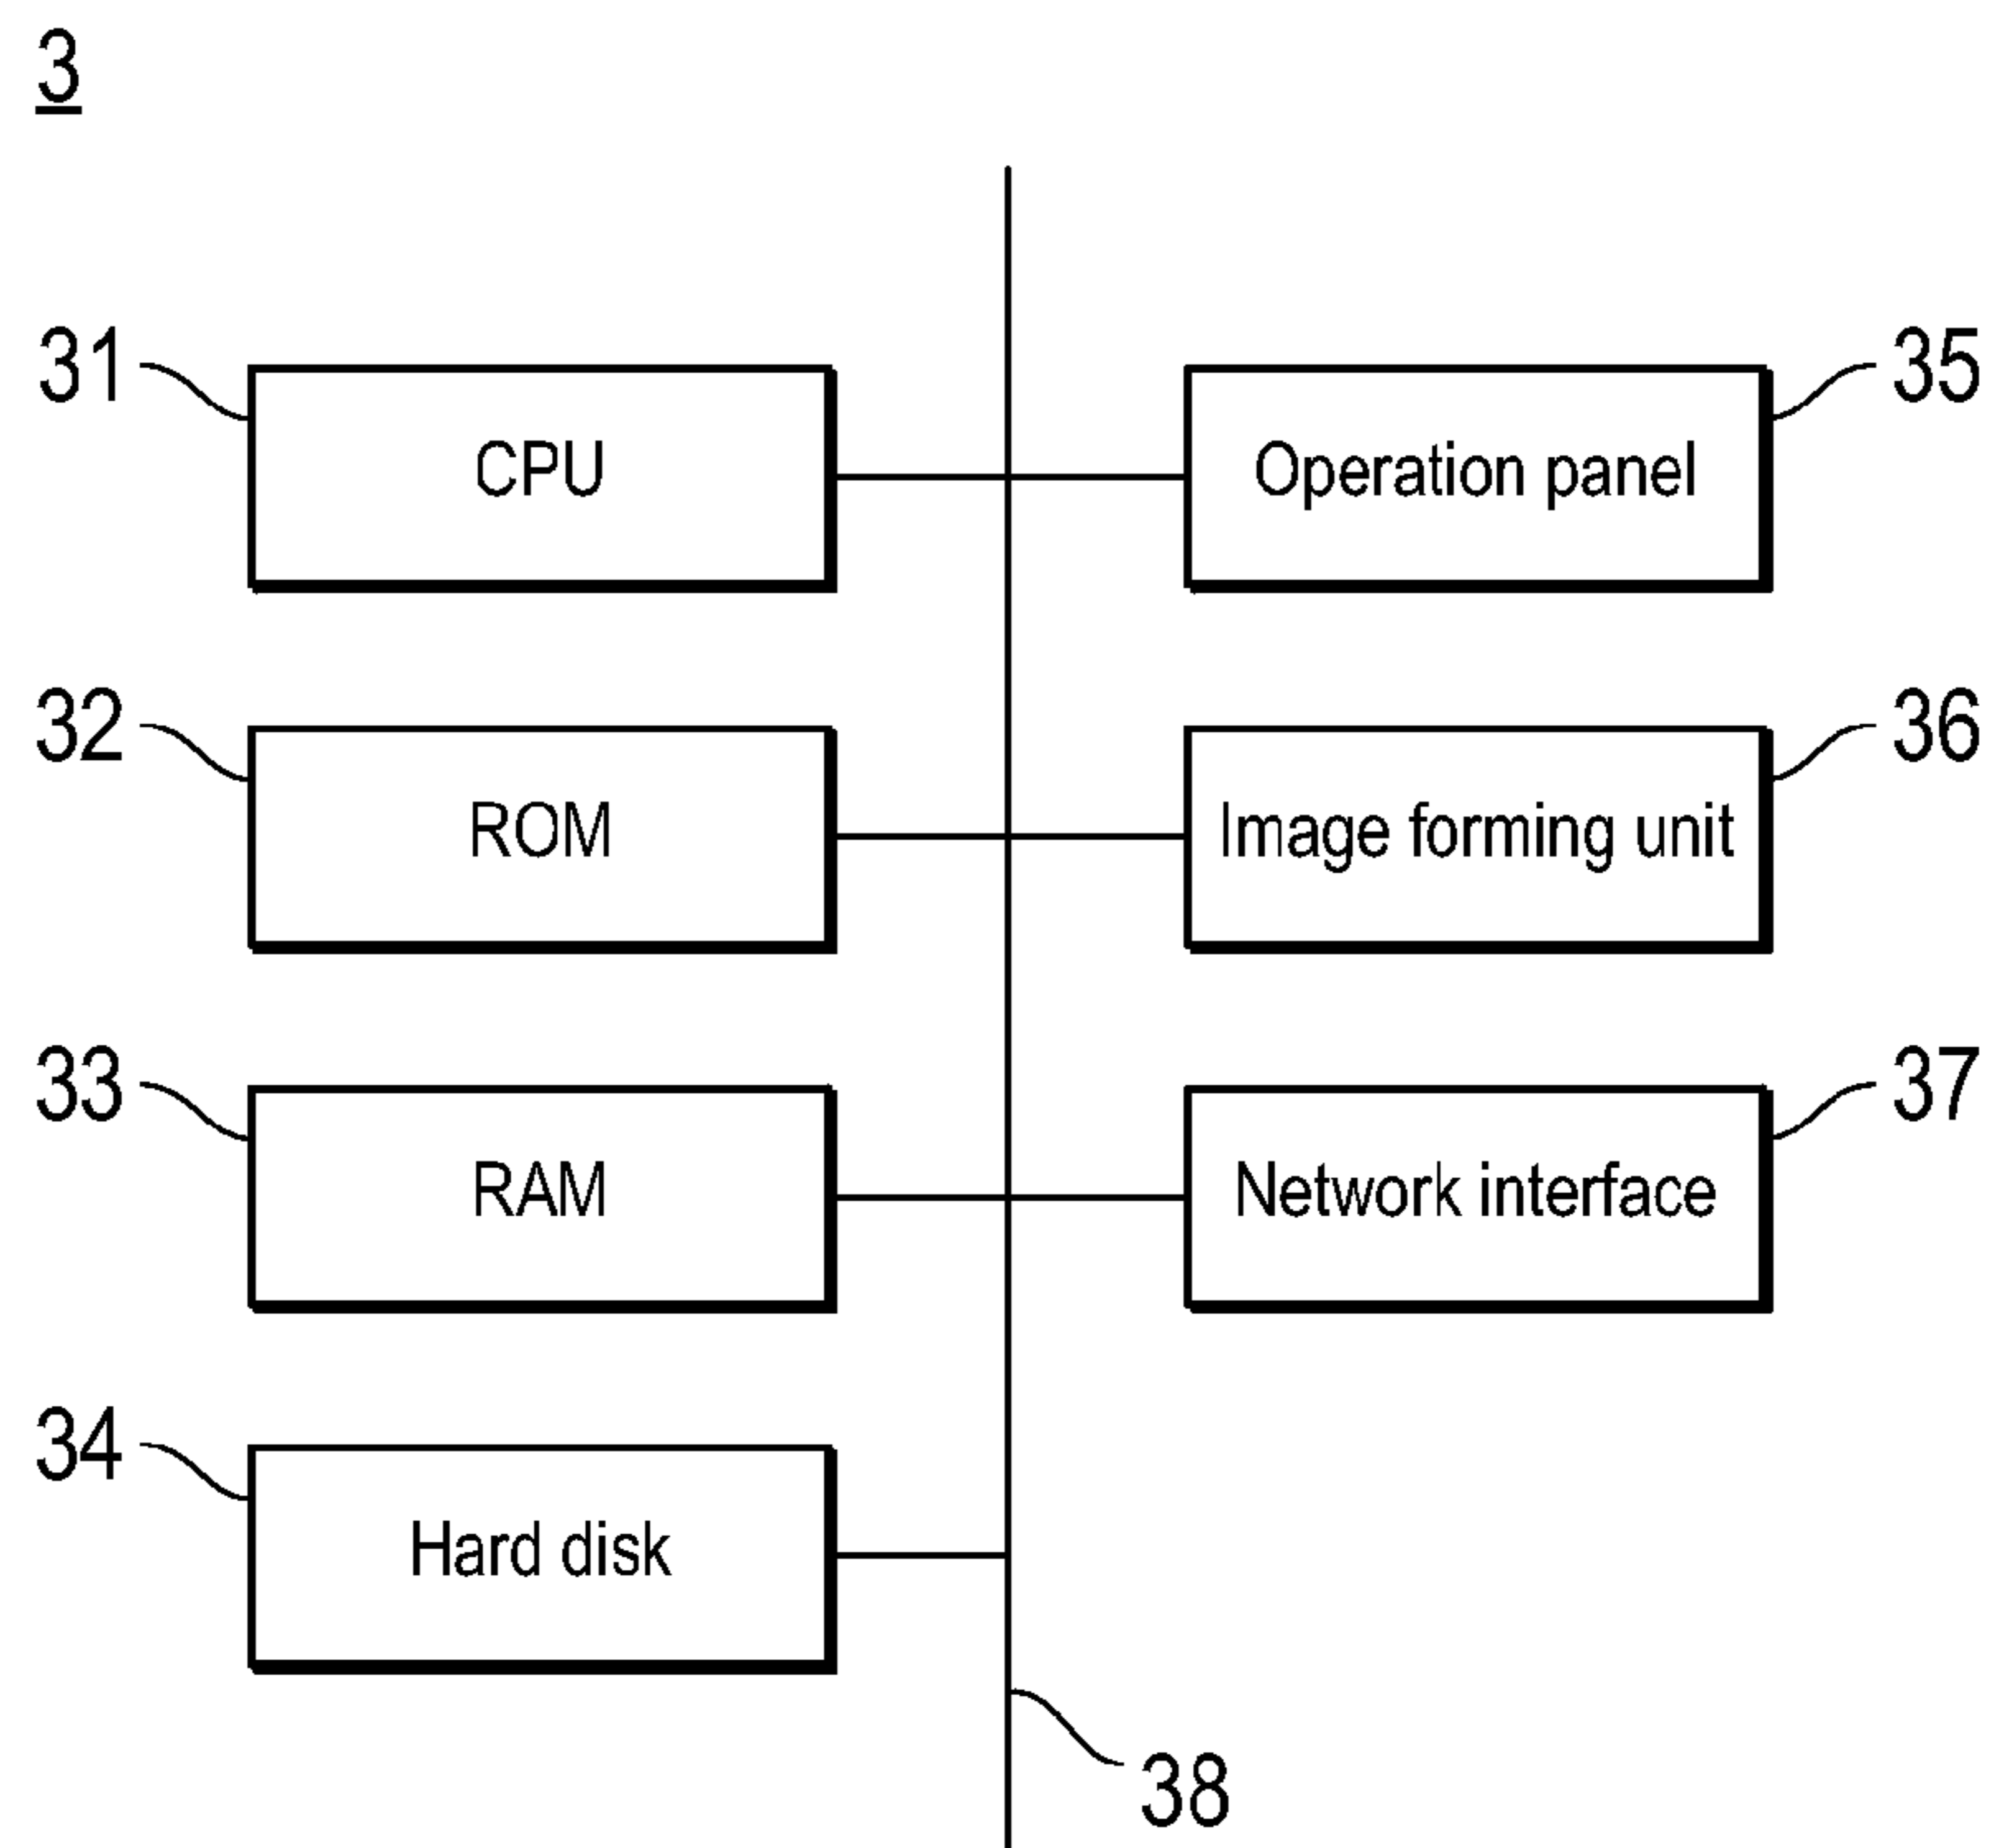 3
31
CPU
35
Operation panel
32
ROM
36
Image forming unit
33
RAM
37
Network interface
34
Hard disk
38